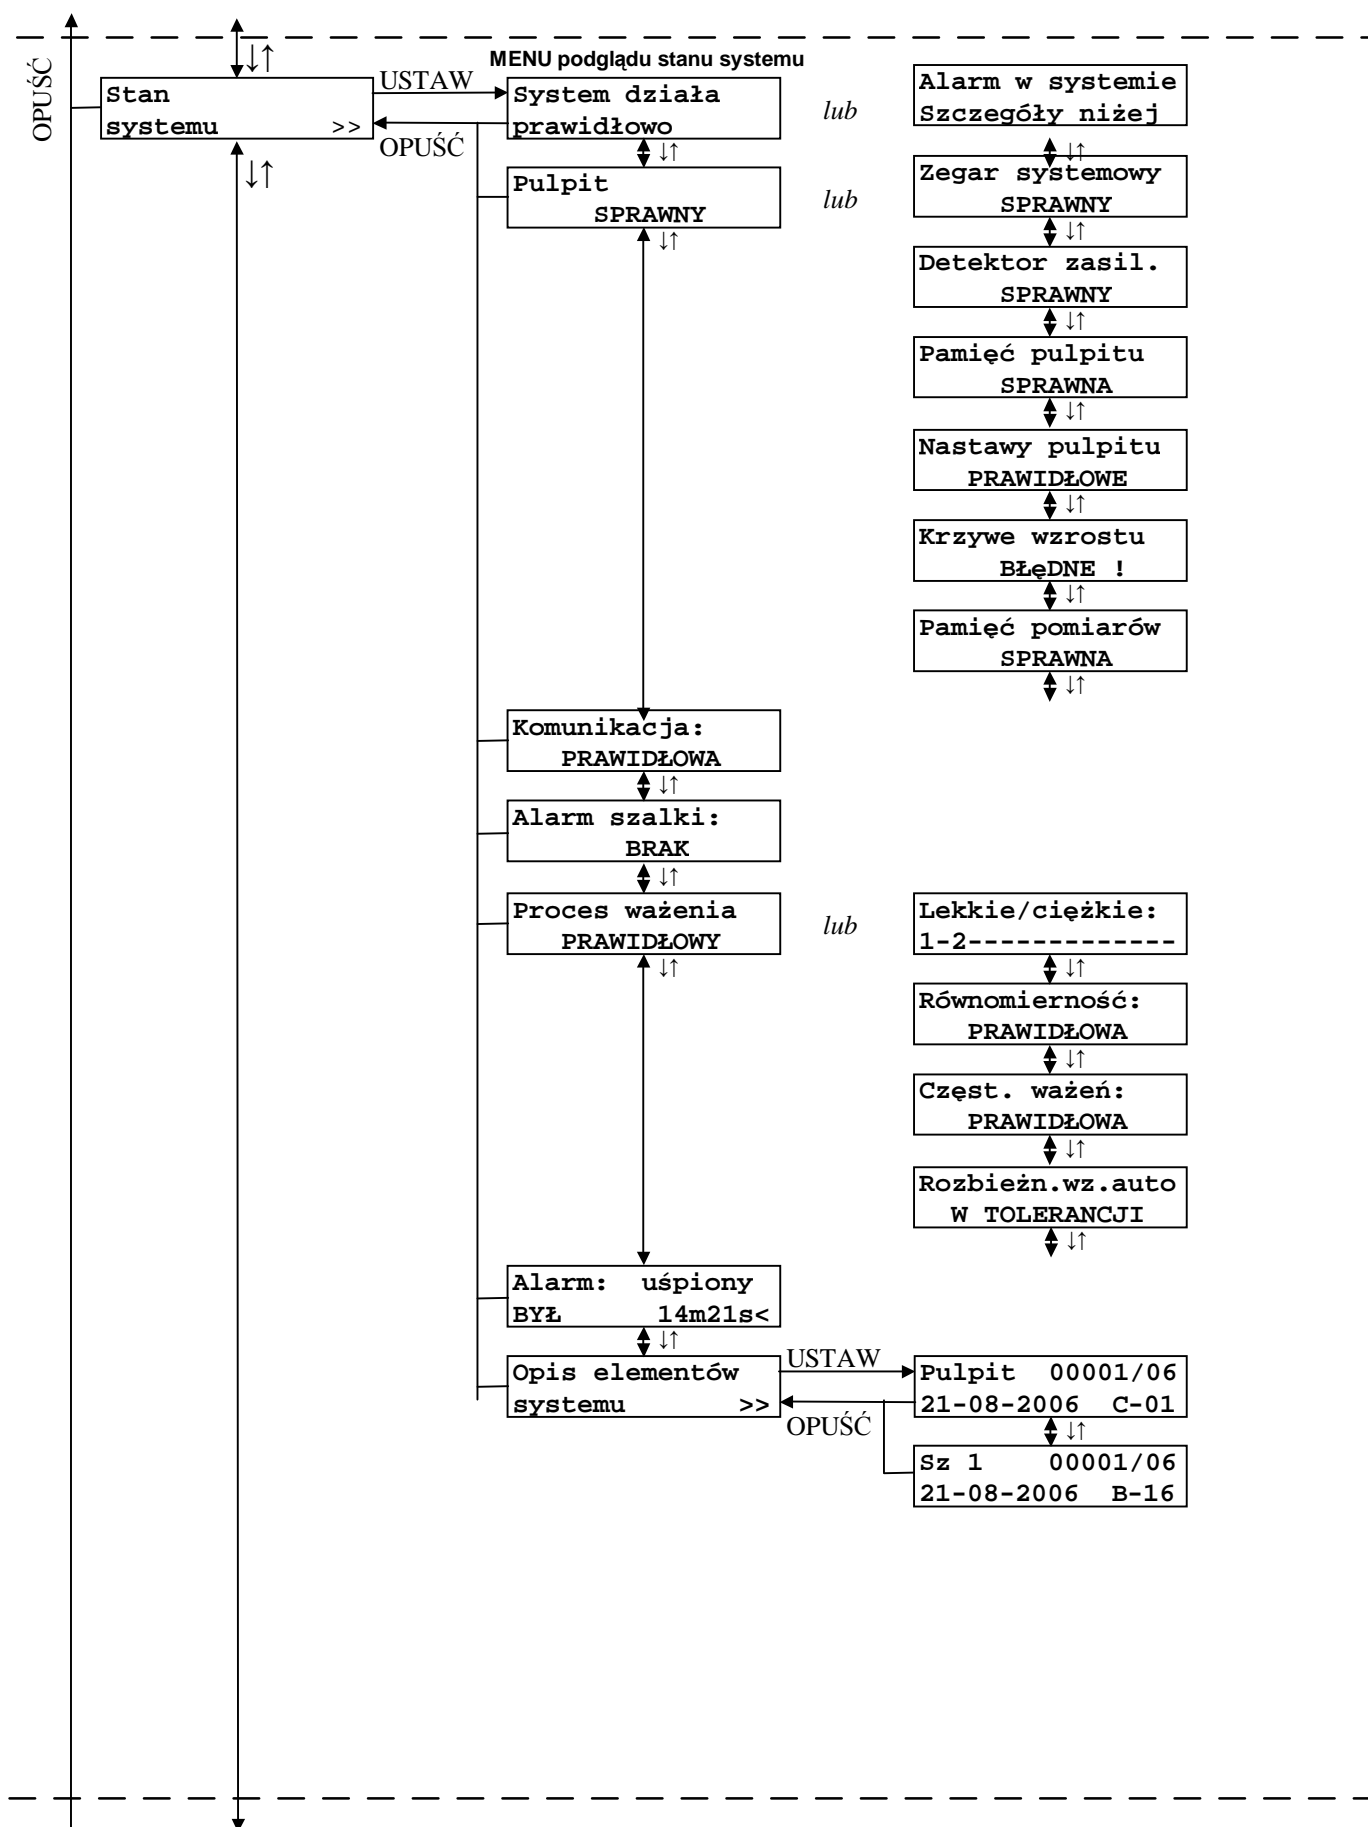 OPUŚĆ
↓↑
MENU podglądu stanu systemu
Stan
systemu >>
USTAW
OPUŚĆ
System działa
prawidłowo
lub
Alarm w systemie
Szczegóły niżej
↓↑
↓↑
↓↑
Pulpit
SPRAWNY
lub
Zegar systemowy
SPRAWNY
↓↑
↓↑
Detektor zasil.
SPRAWNY
↓↑
Pamięć pulpitu
SPRAWNA
↓↑
Nastawy pulpitu
PRAWIDŁOWE
↓↑
Krzywe wzrostu
BŁęDNE !
↓↑
Pamięć pomiarów
SPRAWNA
↓↑
Komunikacja:
PRAWIDŁOWA
↓↑
Alarm szalki:
BRAK
↓↑
Proces ważenia
PRAWIDŁOWY
↓↑
lub
Lekkie/ciężkie:
1-2-------------
↓↑
Równomierność:
PRAWIDŁOWA
↓↑
Częst. ważeń:
PRAWIDŁOWA
↓↑
Rozbieżn.wz.auto
W TOLERANCJI
↓↑
Alarm: uśpiony
BYŁ 14m21s<
↓↑
Opis elementów
systemu >>
USTAW
OPUŚĆ
Pulpit 00001/06
21-08-2006 C-01
↓↑
Sz 1 00001/06
21-08-2006 B-16